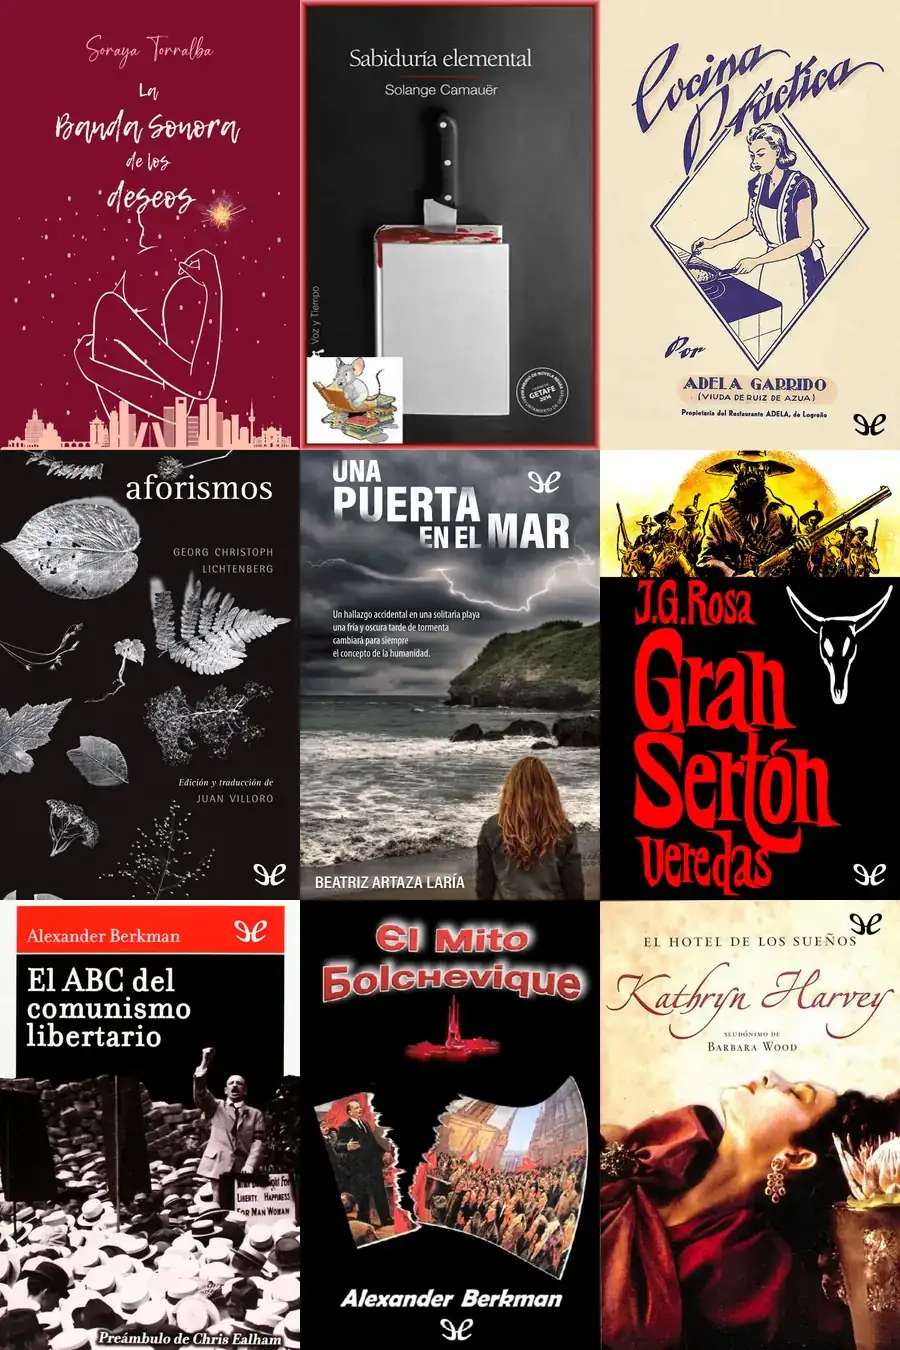 Soraya Torralba
La
Banda Sonora
de los
deseos
Sabiduría elemental
Solange Camauër
Voz y Tiempo
GETAFE
2014
Cocina
Práctica
Por
ADELA GARRIDO
(VIUDA DE RUIZ DE AZUA)
Propietaria del Restaurante ADELA, de Logroño
aforismos
GEORG CHRISTOPH
LICHTENBERG
Edición y traducción de
JUAN VILLORO
UNA
PUERTA
EN EL MAR
Un hallazgo accidental en una solitaria playa
una fría y oscura tarde de tormenta
cambiará para siempre
el concepto de la humanidad.
BEATRIZ ARTAZA LARÍA
J.G.Rosa
Gran
Sertón
veredas
Alexander Berkman
El ABC del
comunismo
libertario
LIBERTY HAPPINESS
FOR MAN WOMAN
Preámbulo de Chris Ealham
El Mito
Bolchevique
Alexander Berkman
EL HOTEL DE LOS SUEÑOS
Kathryn Harvey
SEUDÓNIMO DE
BARBARA WOOD